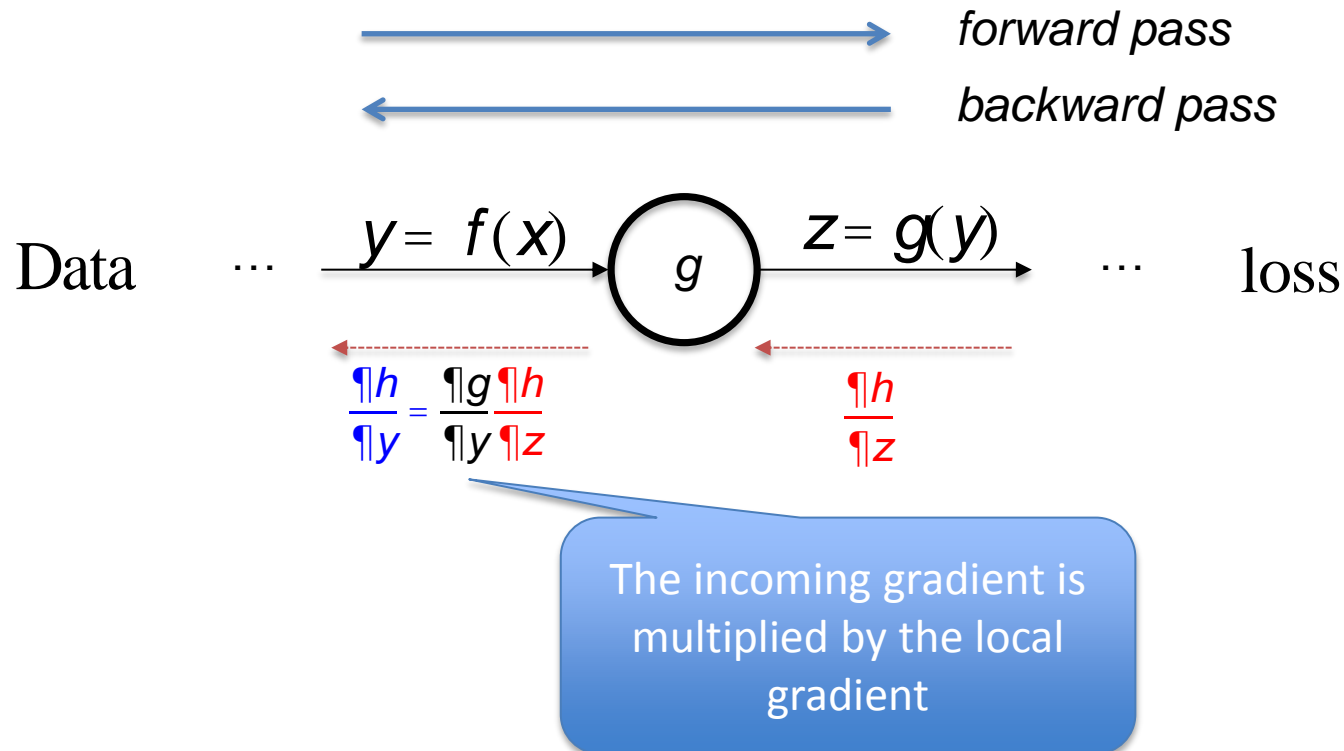 forward pass
backward pass
Data ... y = f(x) g z = g(y) ... loss
¶h/¶y = ¶g/¶y ¶h/¶z
¶h/¶z
The incoming gradient is
multiplied by the local
gradient